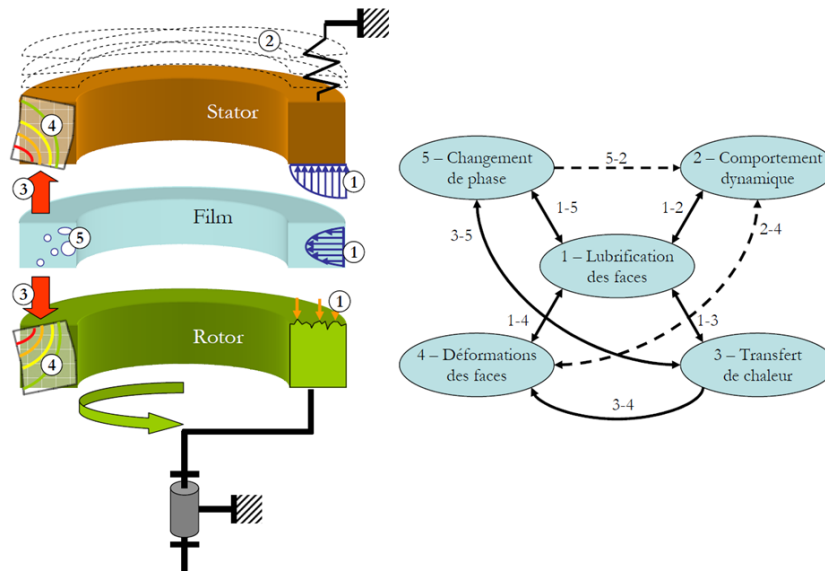 2
Stator
4
1
3
Film
5
1
3
1
Rotor
4
5 – Changement
de phase
5-2
2 – Comportement
dynamique
1-5
1-2
3-5
2-4
1 – Lubrification
des faces
1-4
1-3
4 – Déformations
des faces
3 – Transfert
de chaleur
3-4